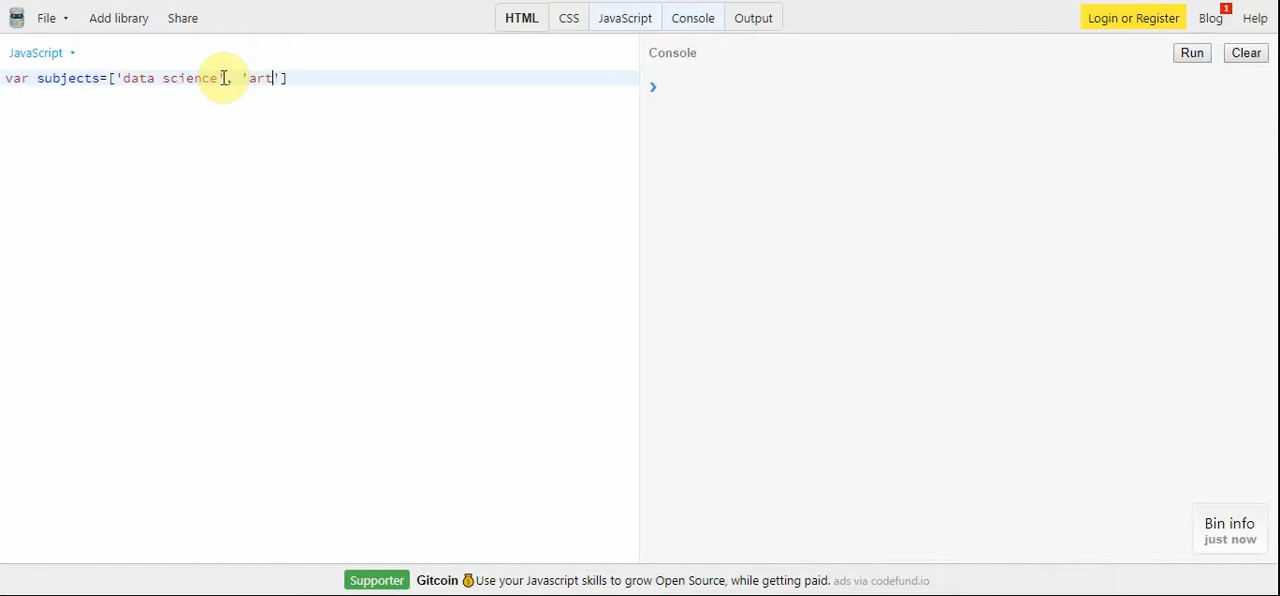 File ▾ Add library Share HTML CSS JavaScript Console Output Login or Register Blog 1 Help
JavaScript ▾ Console Run Clear
var subjects=['data science', 'art']
❯
Bin info
just now
Supporter Gitcoin 💰Use your Javascript skills to grow Open Source, while getting paid. ads via codefund.io